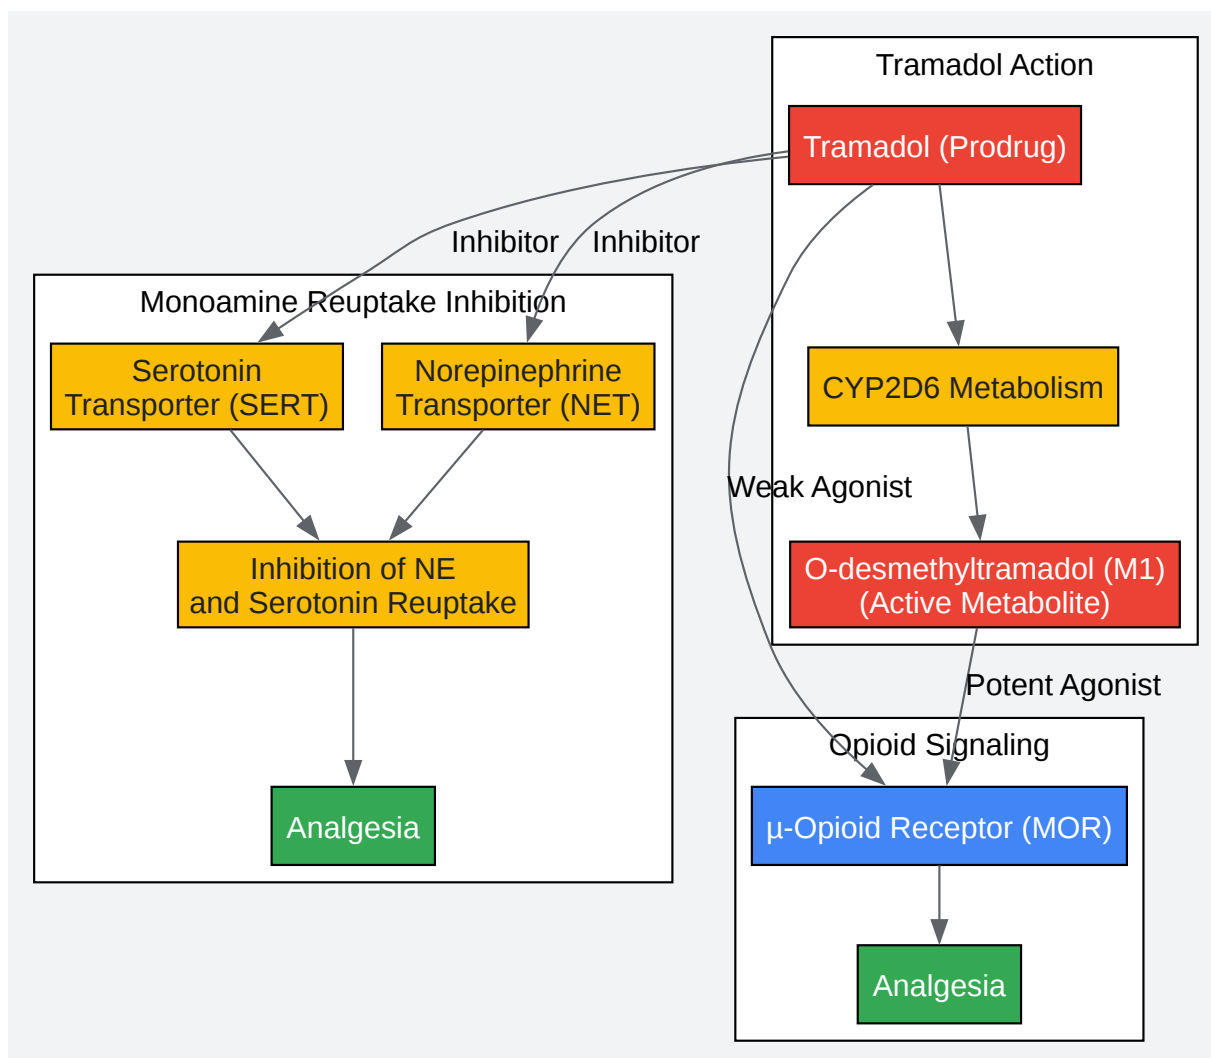 Tramadol Action
Tramadol (Prodrug)
Inhibitor
Inhibitor
Monoamine Reuptake Inhibition
Serotonin
Transporter (SERT)
Norepinephrine
Transporter (NET)
CYP2D6 Metabolism
Weak Agonist
Inhibition of NE
and Serotonin Reuptake
O-desmethyltramadol (M1)
(Active Metabolite)
Potent Agonist
Opioid Signaling
Analgesia
µ-Opioid Receptor (MOR)
Analgesia